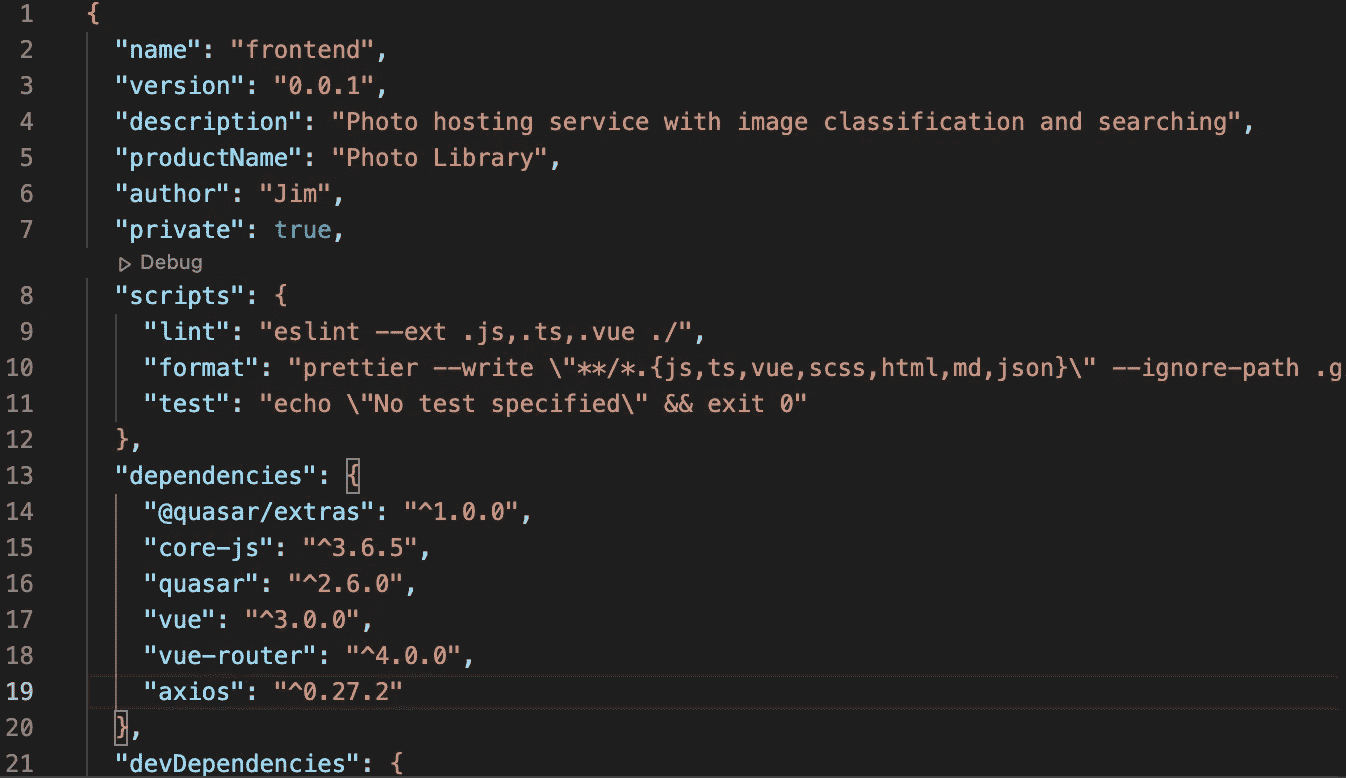 1 {
2 "name": "frontend",
3 "version": "0.0.1",
4 "description": "Photo hosting service with image classification and searching",
5 "productName": "Photo Library",
6 "author": "Jim",
7 "private": true,
Debug
8 "scripts": {
9 "lint": "eslint --ext .js,.ts,.vue ./",
10 "format": "prettier --write \"**/*.{js,ts,vue,scss,html,md,json}\" --ignore-path .g
11 "test": "echo \"No test specified\" && exit 0"
12 },
13 "dependencies": {
14 "@quasar/extras": "^1.0.0",
15 "core-js": "^3.6.5",
16 "quasar": "^2.6.0",
17 "vue": "^3.0.0",
18 "vue-router": "^4.0.0",
19 "axios": "^0.27.2"
20 },
21 "devDependencies": {